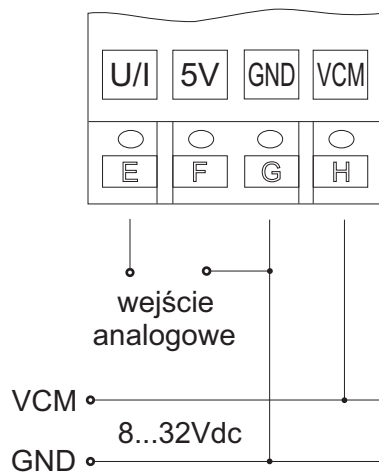 U/I 5V GND VCM
E F G H
wejście
analogowe
VCM
8...32Vdc
GND